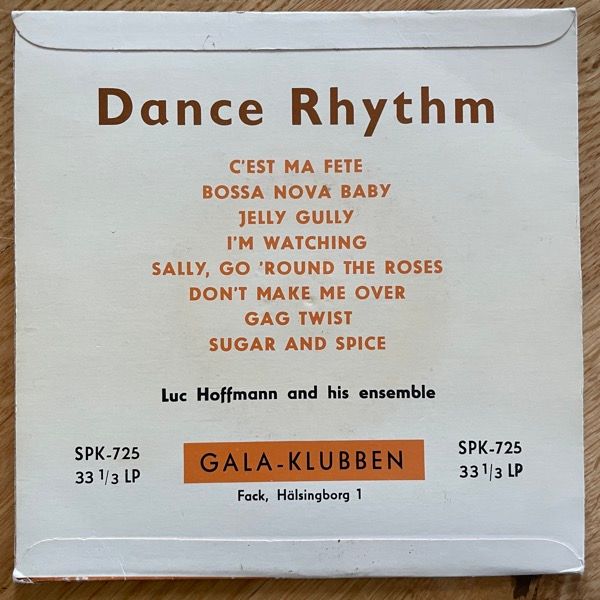 Dance Rhythm
C'EST MA FETE
BOSSA NOVA BABY
JELLY GULLY
I'M WATCHING
SALLY, GO 'ROUND THE ROSES
DON'T MAKE ME OVER
GAG TWIST
SUGAR AND SPICE
Luc Hoffmann and his ensemble
SPK-725
33 1/3 LP
GALA-KLUBBEN
Fack, Hälsingborg 1
SPK-725
33 1/3 LP